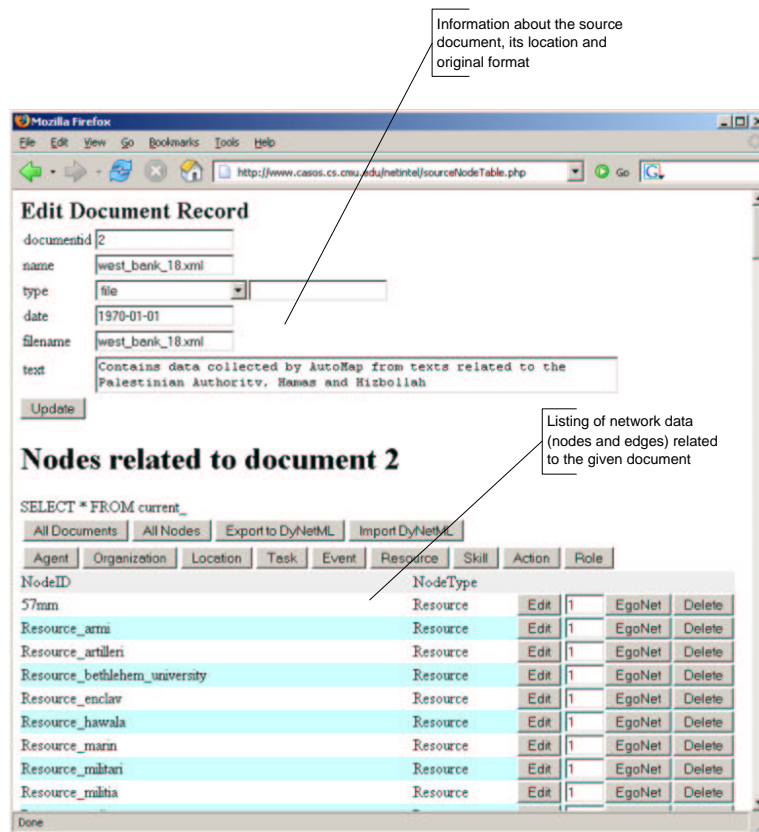 Information about the source
document, its location and
original format
Mozilla Firefox
File Edit View Go Bookmarks Tools Help
http://www.casos.cs.cmu.edu/netintel/sourceNodeTable.php Go G
Edit Document Record
documentid 2
name west_bank_18.xml
type file
date 1970-01-01
filename west_bank_18.xml
text Contains data collected by AutoMap from texts related to the
Palestinian Authority, Hamas and Hizbollah
Update
Listing of network data
(nodes and edges) related
to the given document
Nodes related to document 2
SELECT * FROM current_
All Documents All Nodes Export to DyNetML Import DyNetML
Agent Organization Location Task Event Resource Skill Action Role
NodeID NodeType
57mm Resource Edit 1 EgoNet Delete
Resource_armi Resource Edit 1 EgoNet Delete
Resource_artilleri Resource Edit 1 EgoNet Delete
Resource_bethlehem_university Resource Edit 1 EgoNet Delete
Resource_enclav Resource Edit 1 EgoNet Delete
Resource_hawala Resource Edit 1 EgoNet Delete
Resource_marin Resource Edit 1 EgoNet Delete
Resource_militari Resource Edit 1 EgoNet Delete
Resource_militia Resource Edit 1 EgoNet Delete
Done